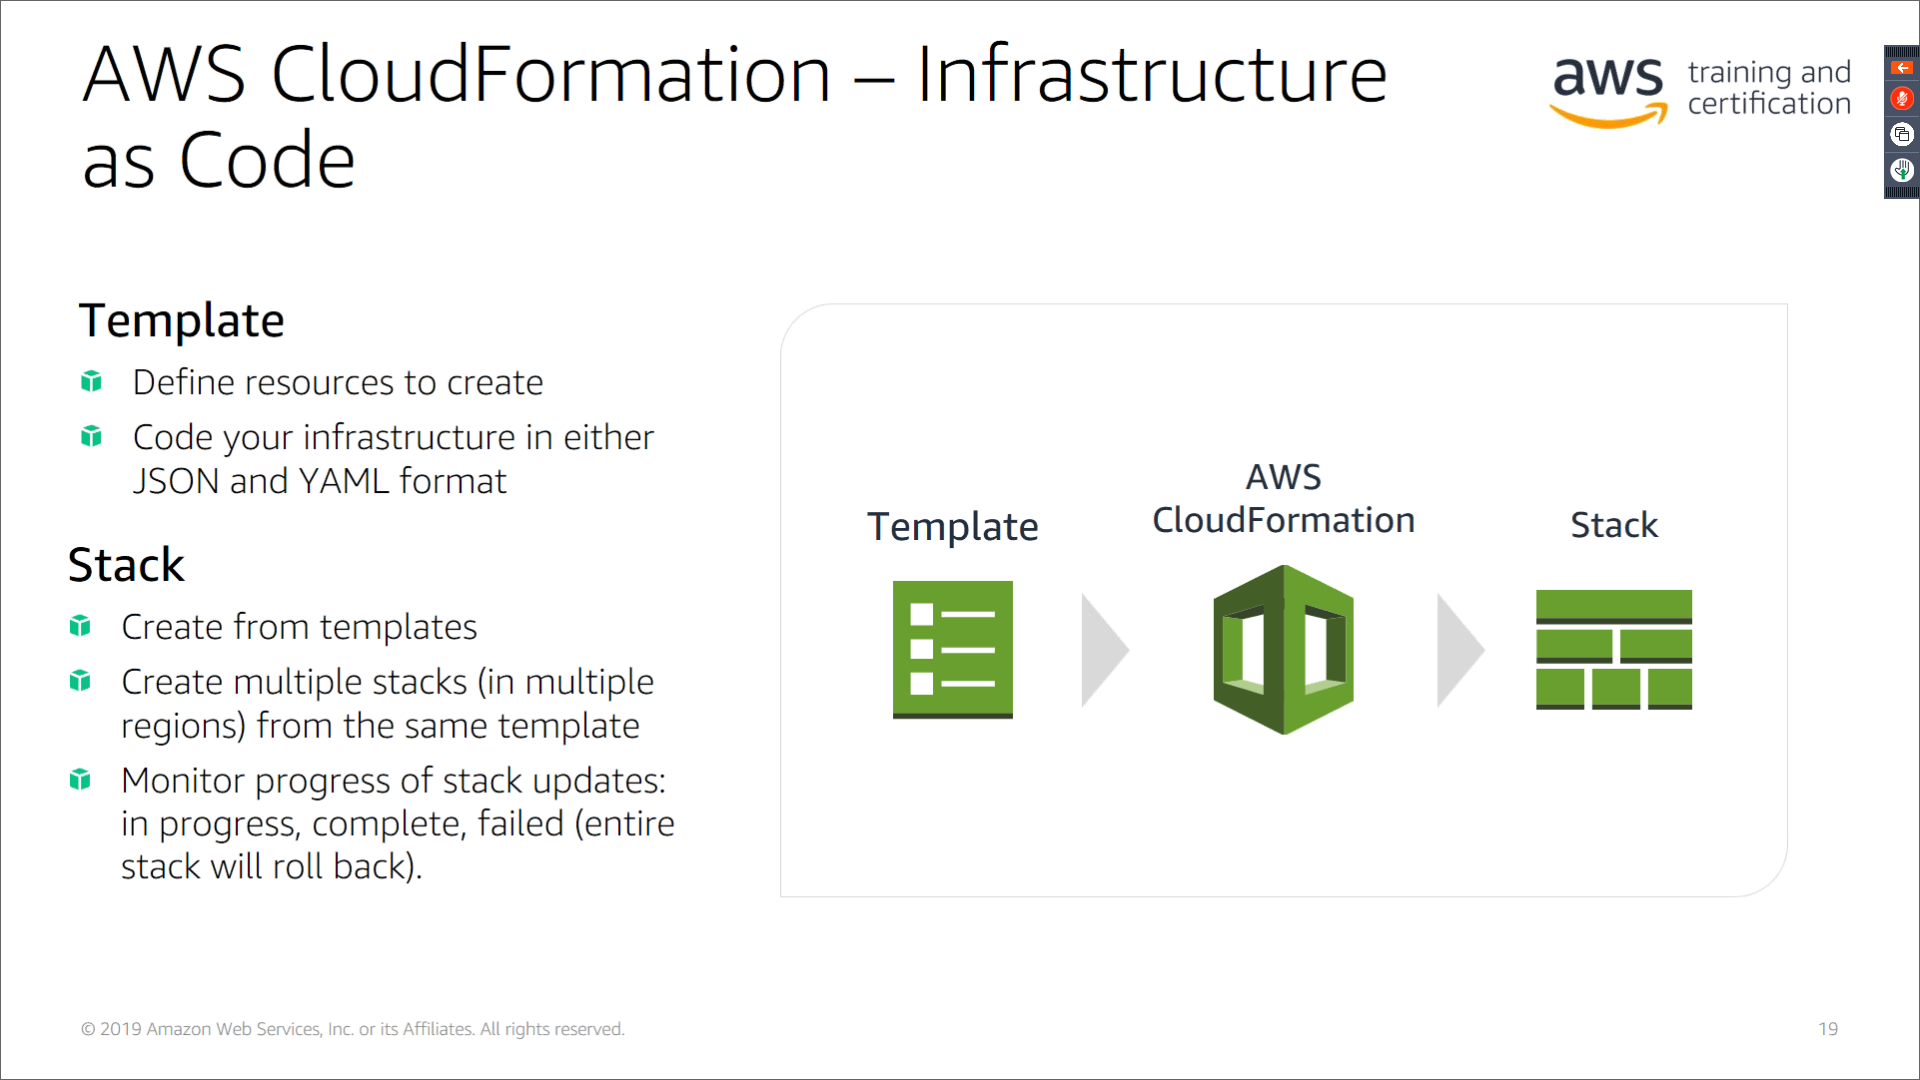 AWS CloudFormation – Infrastructure
as Code
aws training and
certification
Template
Define resources to create
Code your infrastructure in either
JSON and YAML format
Stack
Create from templates
Create multiple stacks (in multiple
regions) from the same template
Monitor progress of stack updates:
in progress, complete, failed (entire
stack will roll back).
Template
AWS
CloudFormation
Stack
© 2019 Amazon Web Services, Inc. or its Affiliates. All rights reserved.
19